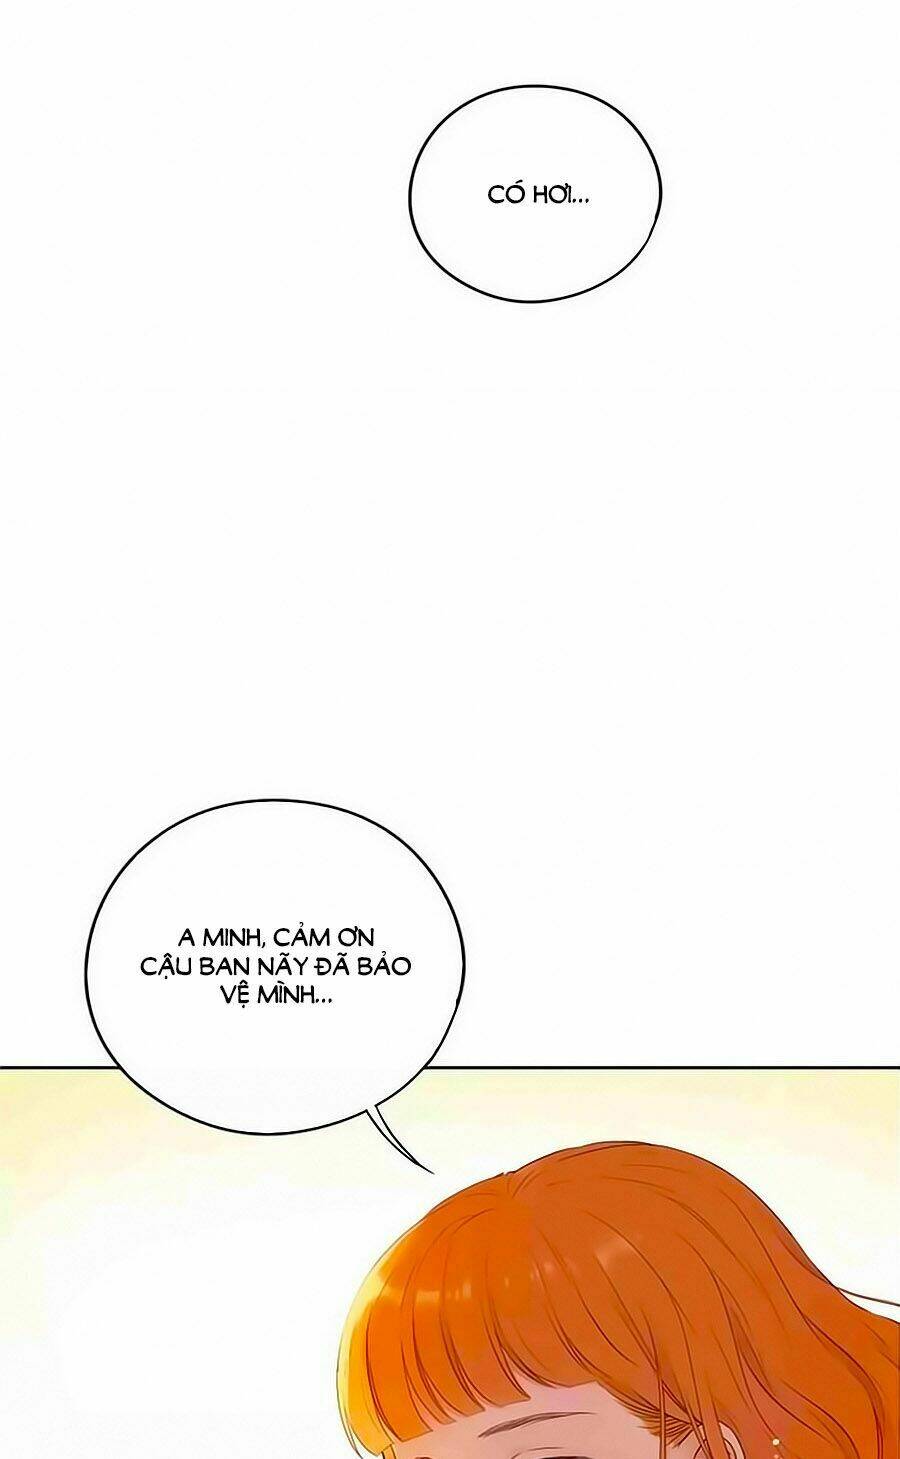 CÓ HƠI...
A MINH, CẢM ƠN
CẬU BAN NÃY ĐÃ BẢO
VỆ MÌNH...